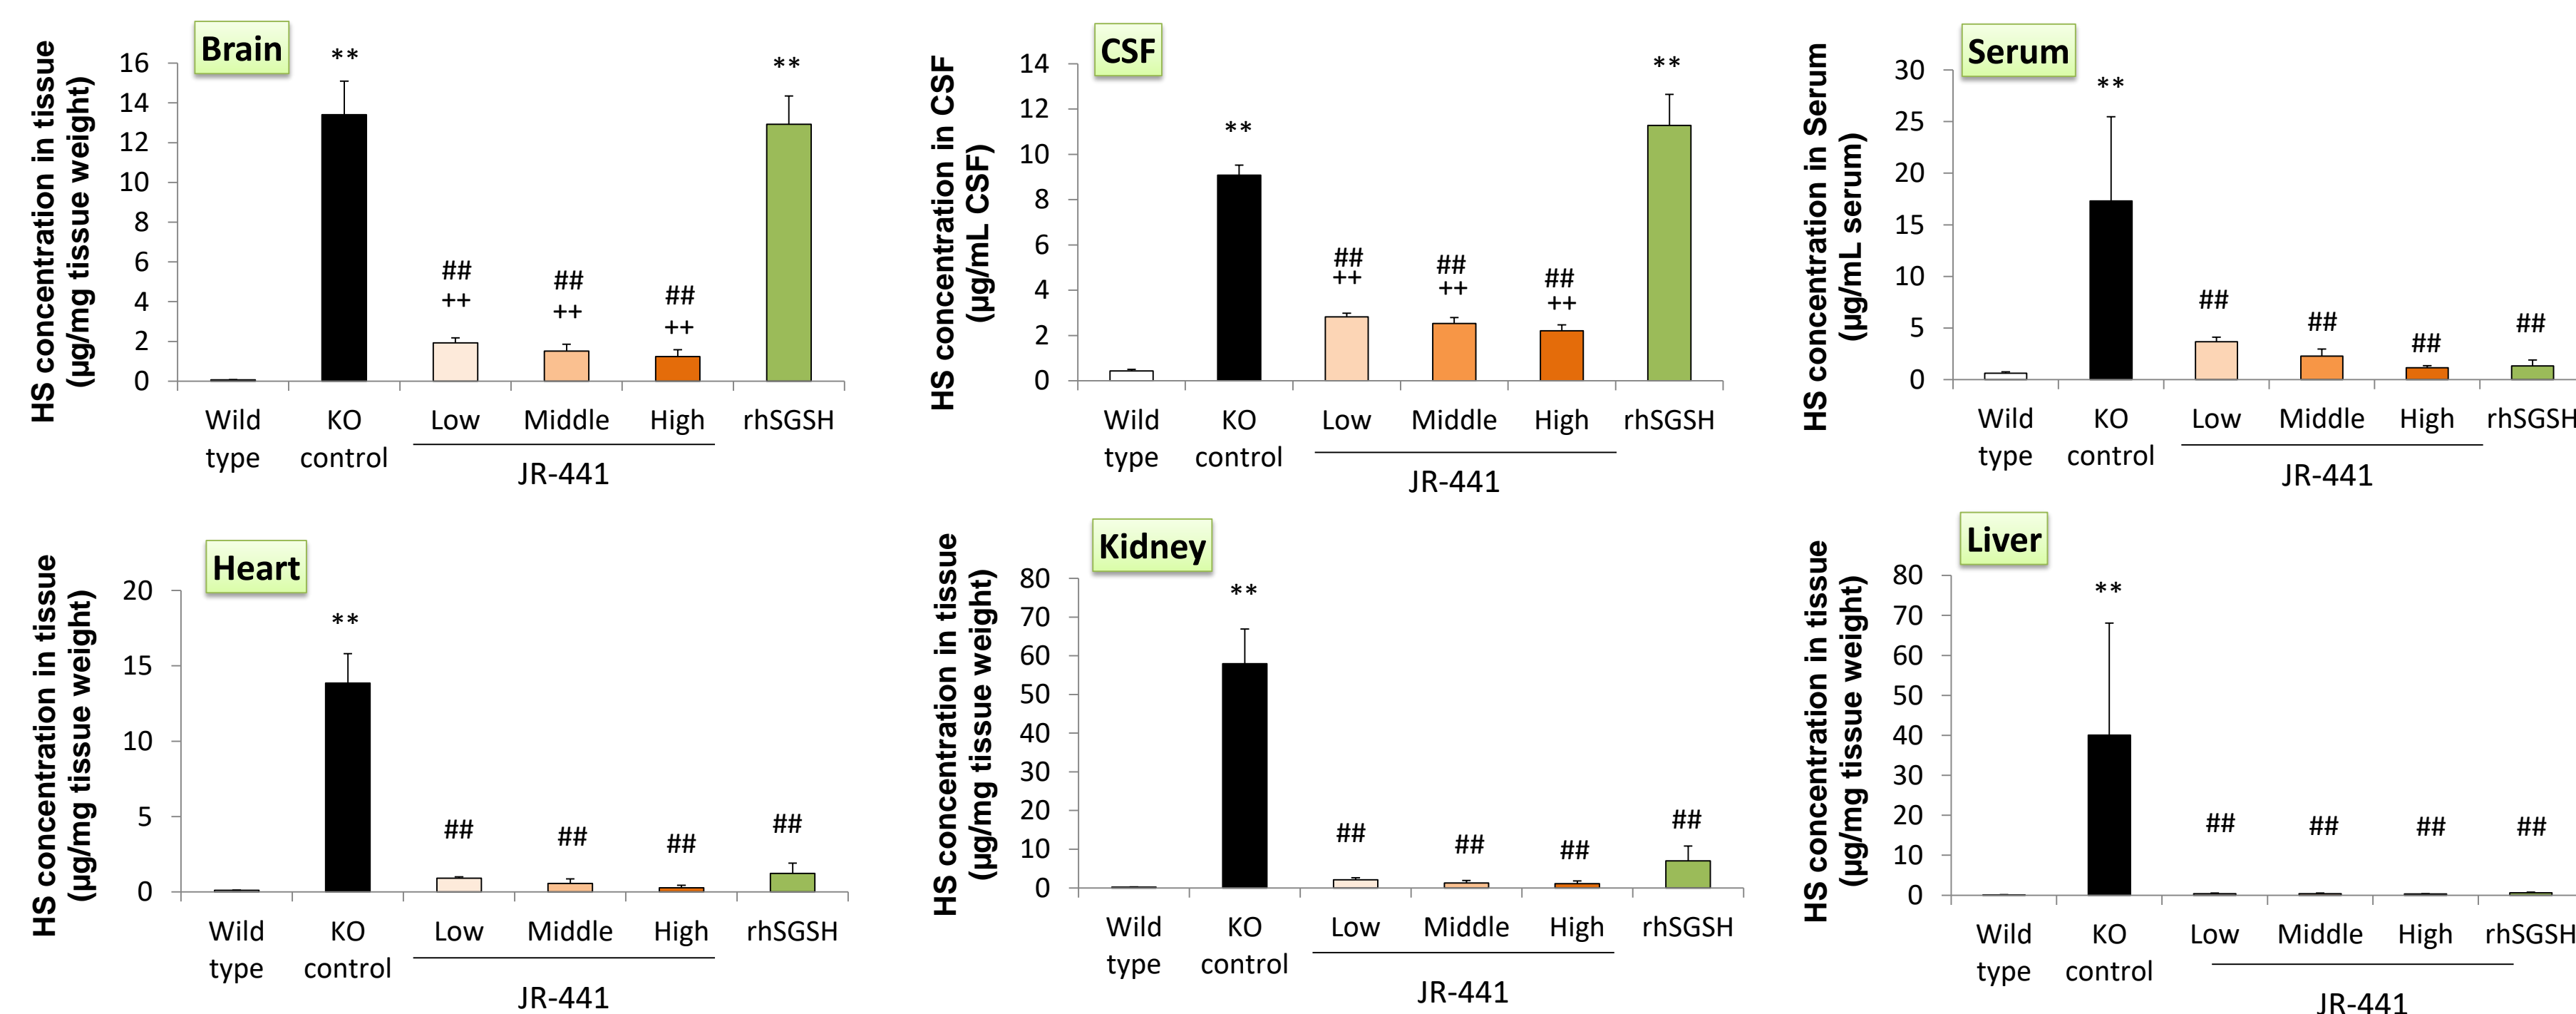 Brain
HS concentration in tissue
(µg/mg tissue weight)
16
14
12
10
8
6
4
2
0
**
##
++
##
++
##
++
**
Wild type
KO control
Low
Middle
High
rhSGSH
JR-441
CSF
HS concentration in CSF
(µg/mL CSF)
14
12
10
8
6
4
2
0
**
##
++
##
++
##
++
**
Wild type
KO control
Low
Middle
High
rhSGSH
JR-441
Serum
HS concentration in Serum
(µg/mL serum)
30
25
20
15
10
5
0
**
##
##
##
##
Wild type
KO control
Low
Middle
High
rhSGSH
JR-441
Heart
HS concentration in tissue
(µg/mg tissue weight)
20
15
10
5
0
**
##
##
##
##
Wild type
KO control
Low
Middle
High
rhSGSH
JR-441
Kidney
HS concentration in tissue
(µg/mg tissue weight)
80
70
60
50
40
30
20
10
0
**
##
##
##
##
Wild type
KO control
Low
Middle
High
rhSGSH
JR-441
Liver
HS concentration in tissue
(µg/mg tissue weight)
80
70
60
50
40
30
20
10
0
**
##
##
##
##
Wild type
KO control
Low
Middle
High
rhSGSH
JR-441